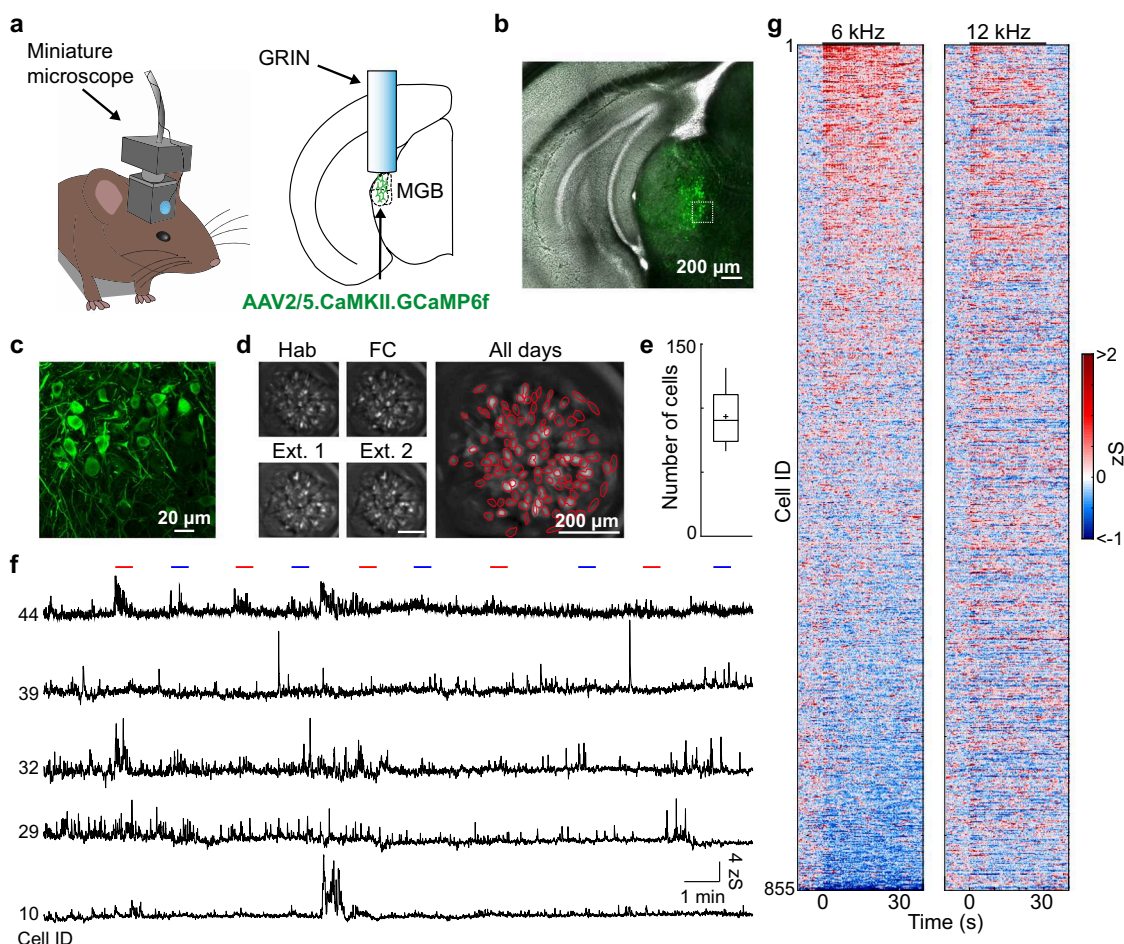 a
Miniature
microscope
GRIN
MGB
AAV2/5.CaMKII.GCaMP6f
b
200 µm
c
20 µm
d
Hab
FC
All days
Ext. 1
Ext. 2
200 µm
e
150
Number of cells
0
f
44
39
32
29
10
Cell ID
4 zS
1 min
g
6 kHz
12 kHz
1
Cell ID
855
0
30
0
30
Time (s)
>2
zS
0
<-1